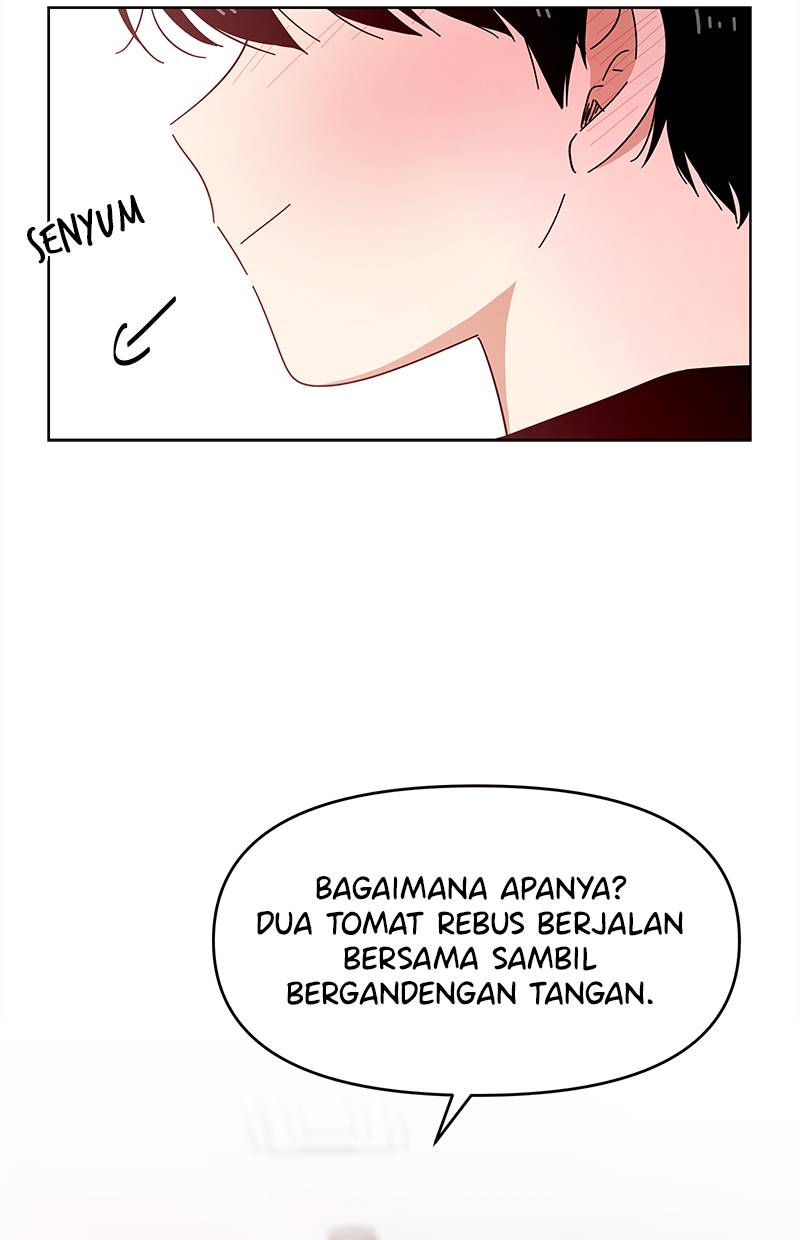 SENYUM
BAGAIMANA APANYA?
DUA TOMAT REBUS BERJALAN
BERSAMA SAMBIL
BERGANDENGAN TANGAN.